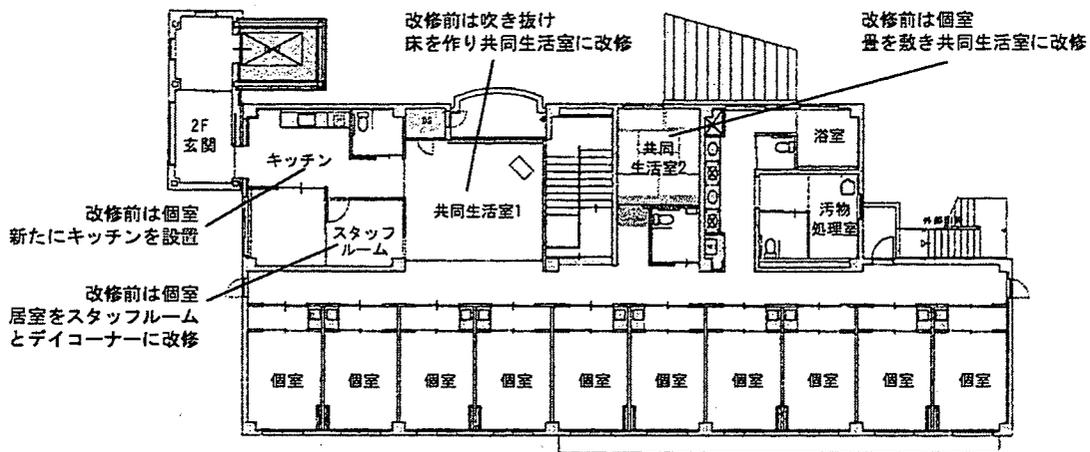 改修前は吹き抜け
床を作り共同生活室に改修
改修前は個室
畳を敷き共同生活室に改修
2F
玄関
キッチン
共同生活室1
共同
生活室2
浴室
汚物
処理室
スタッフ
ルーム
改修前は個室
新たにキッチンを設置
改修前は個室
居室をスタッフルーム
とデイコーナーに改修
個室
個室
個室
個室
個室
個室
個室
個室
個室
個室